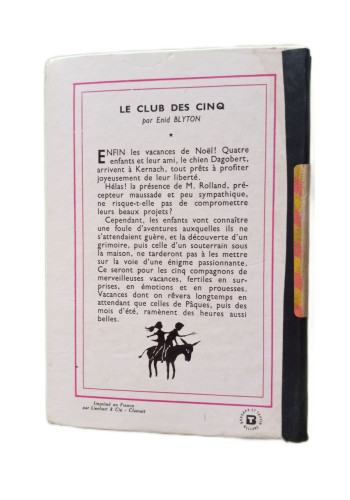 LE CLUB DES CINQ
par Enid BLYTON
★
ENFIN les vacances de Noël! Quatre
enfants et leur ami, le chien Dagobert,
arrivent à Kernach, tout prêts à profiter
joyeusement de leur liberté.
Hélas! la présence de M. Rolland, pré-
cepteur maussade et peu sympathique,
ne risque-t-elle pas de compromettre
leurs beaux projets?
Cependant, les enfants vont connaître
une foule d'aventures auxquelles ils ne
s'attendaient guère, et la découverte d'un
grimoire, puis celle d'un souterrain sous
la maison, ne tarderont pas à les mettre
sur la voie d'une énigme passionnante.
Ce seront pour les cinq compagnons de
merveilleuses vacances, fertiles en sur-
prises, en émotions et en prouesses.
Vacances dont on rêvera longtemps en
attendant que celles de Pâques, puis des
mois d'été, ramènent des heures aussi
belles.
Imprimé en France
par Lienhart & Cie - Clamart